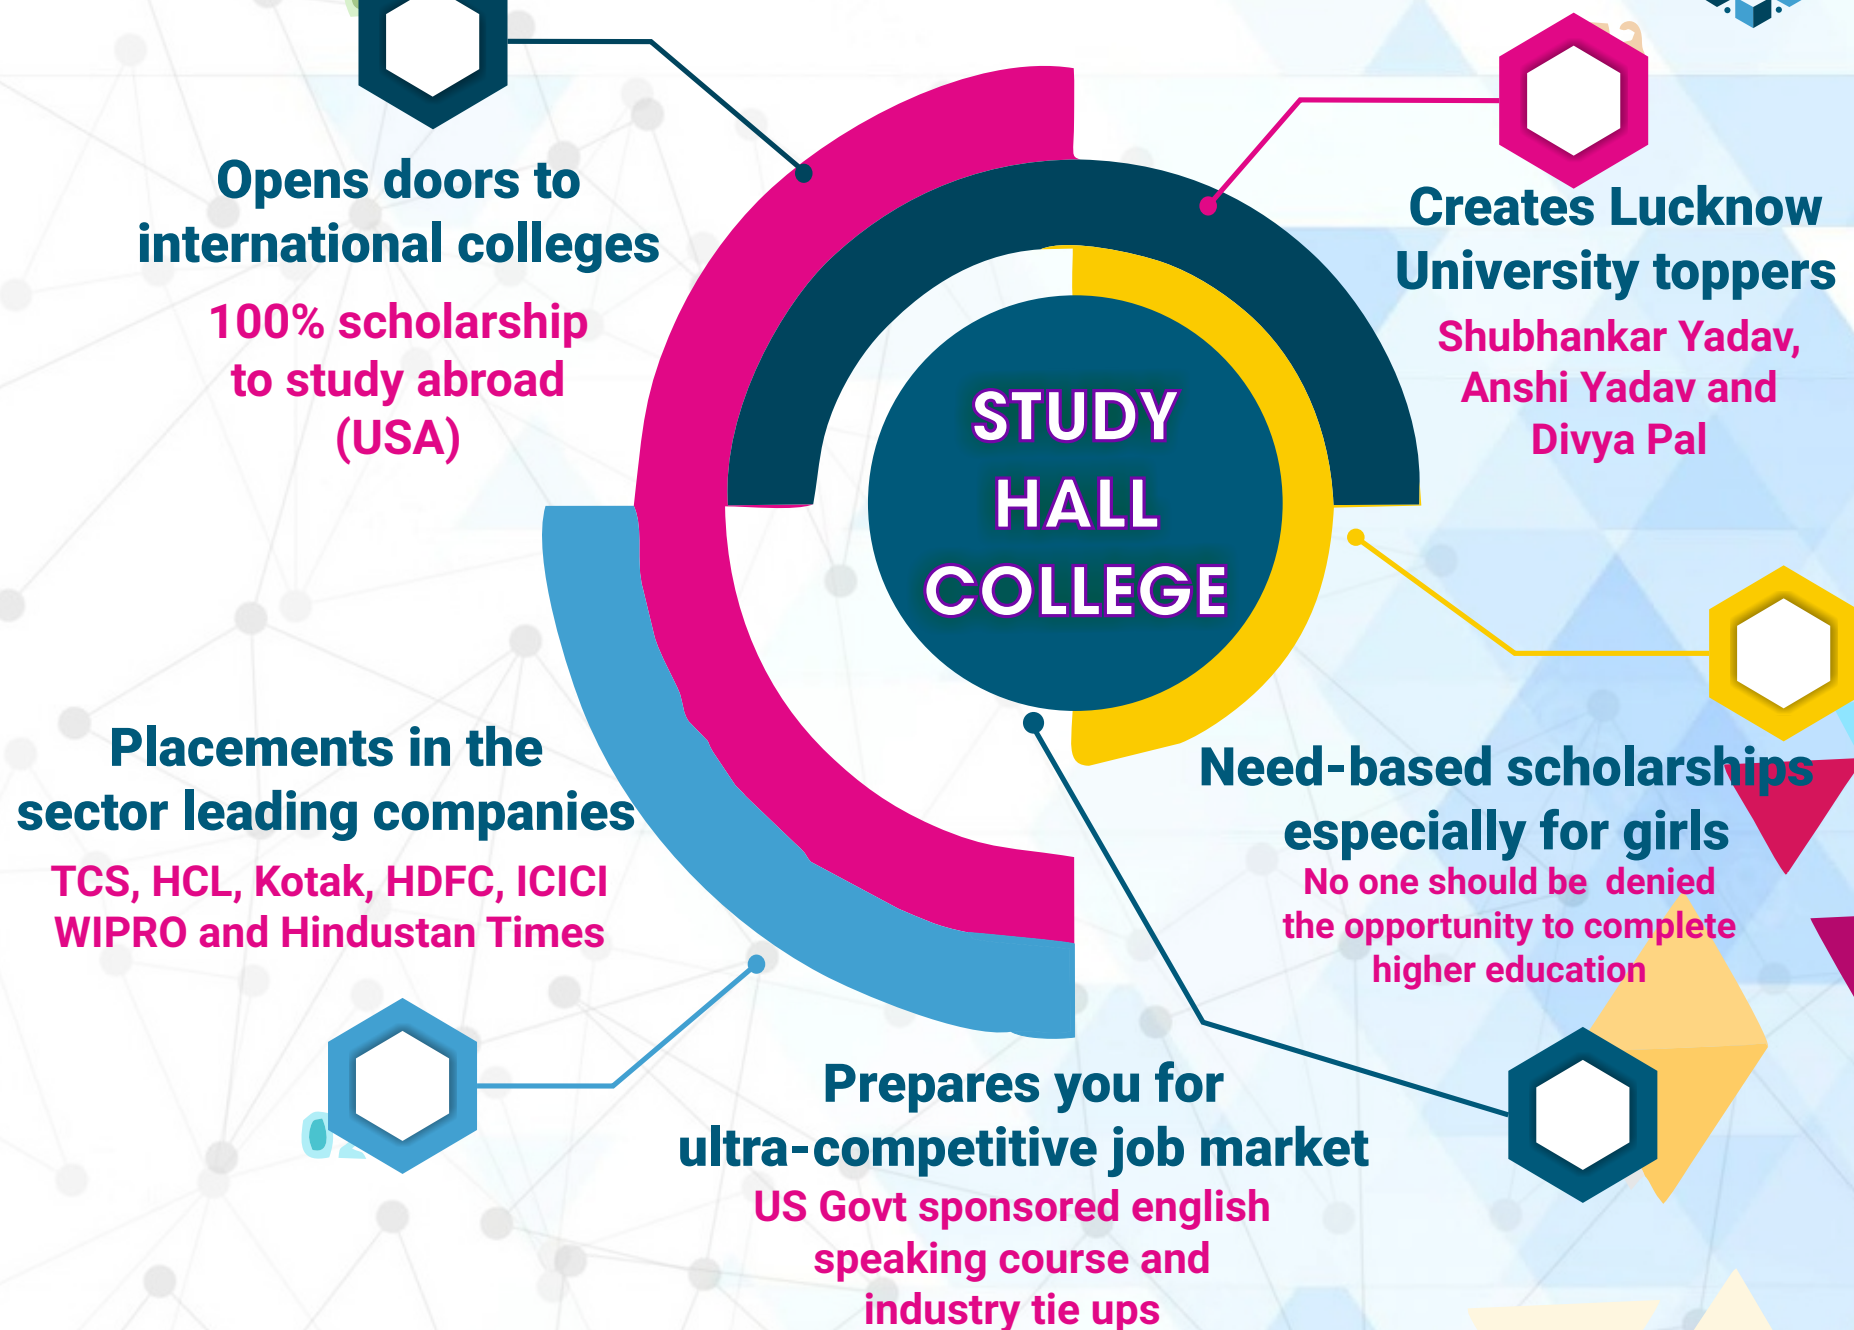 Opens doors to
international colleges
100% scholarship
to study abroad
(USA)
Creates Lucknow
University toppers
Shubhankar Yadav,
Anshi Yadav and
Divya Pal
STUDY
HALL
COLLEGE
Placements in the
sector leading companies
TCS, HCL, Kotak, HDFC, ICICI
WIPRO and Hindustan Times
Need-based scholarships
especially for girls
No one should be denied
the opportunity to complete
higher education
Prepares you for
ultra-competitive job market
US Govt sponsored english
speaking course and
industry tie ups